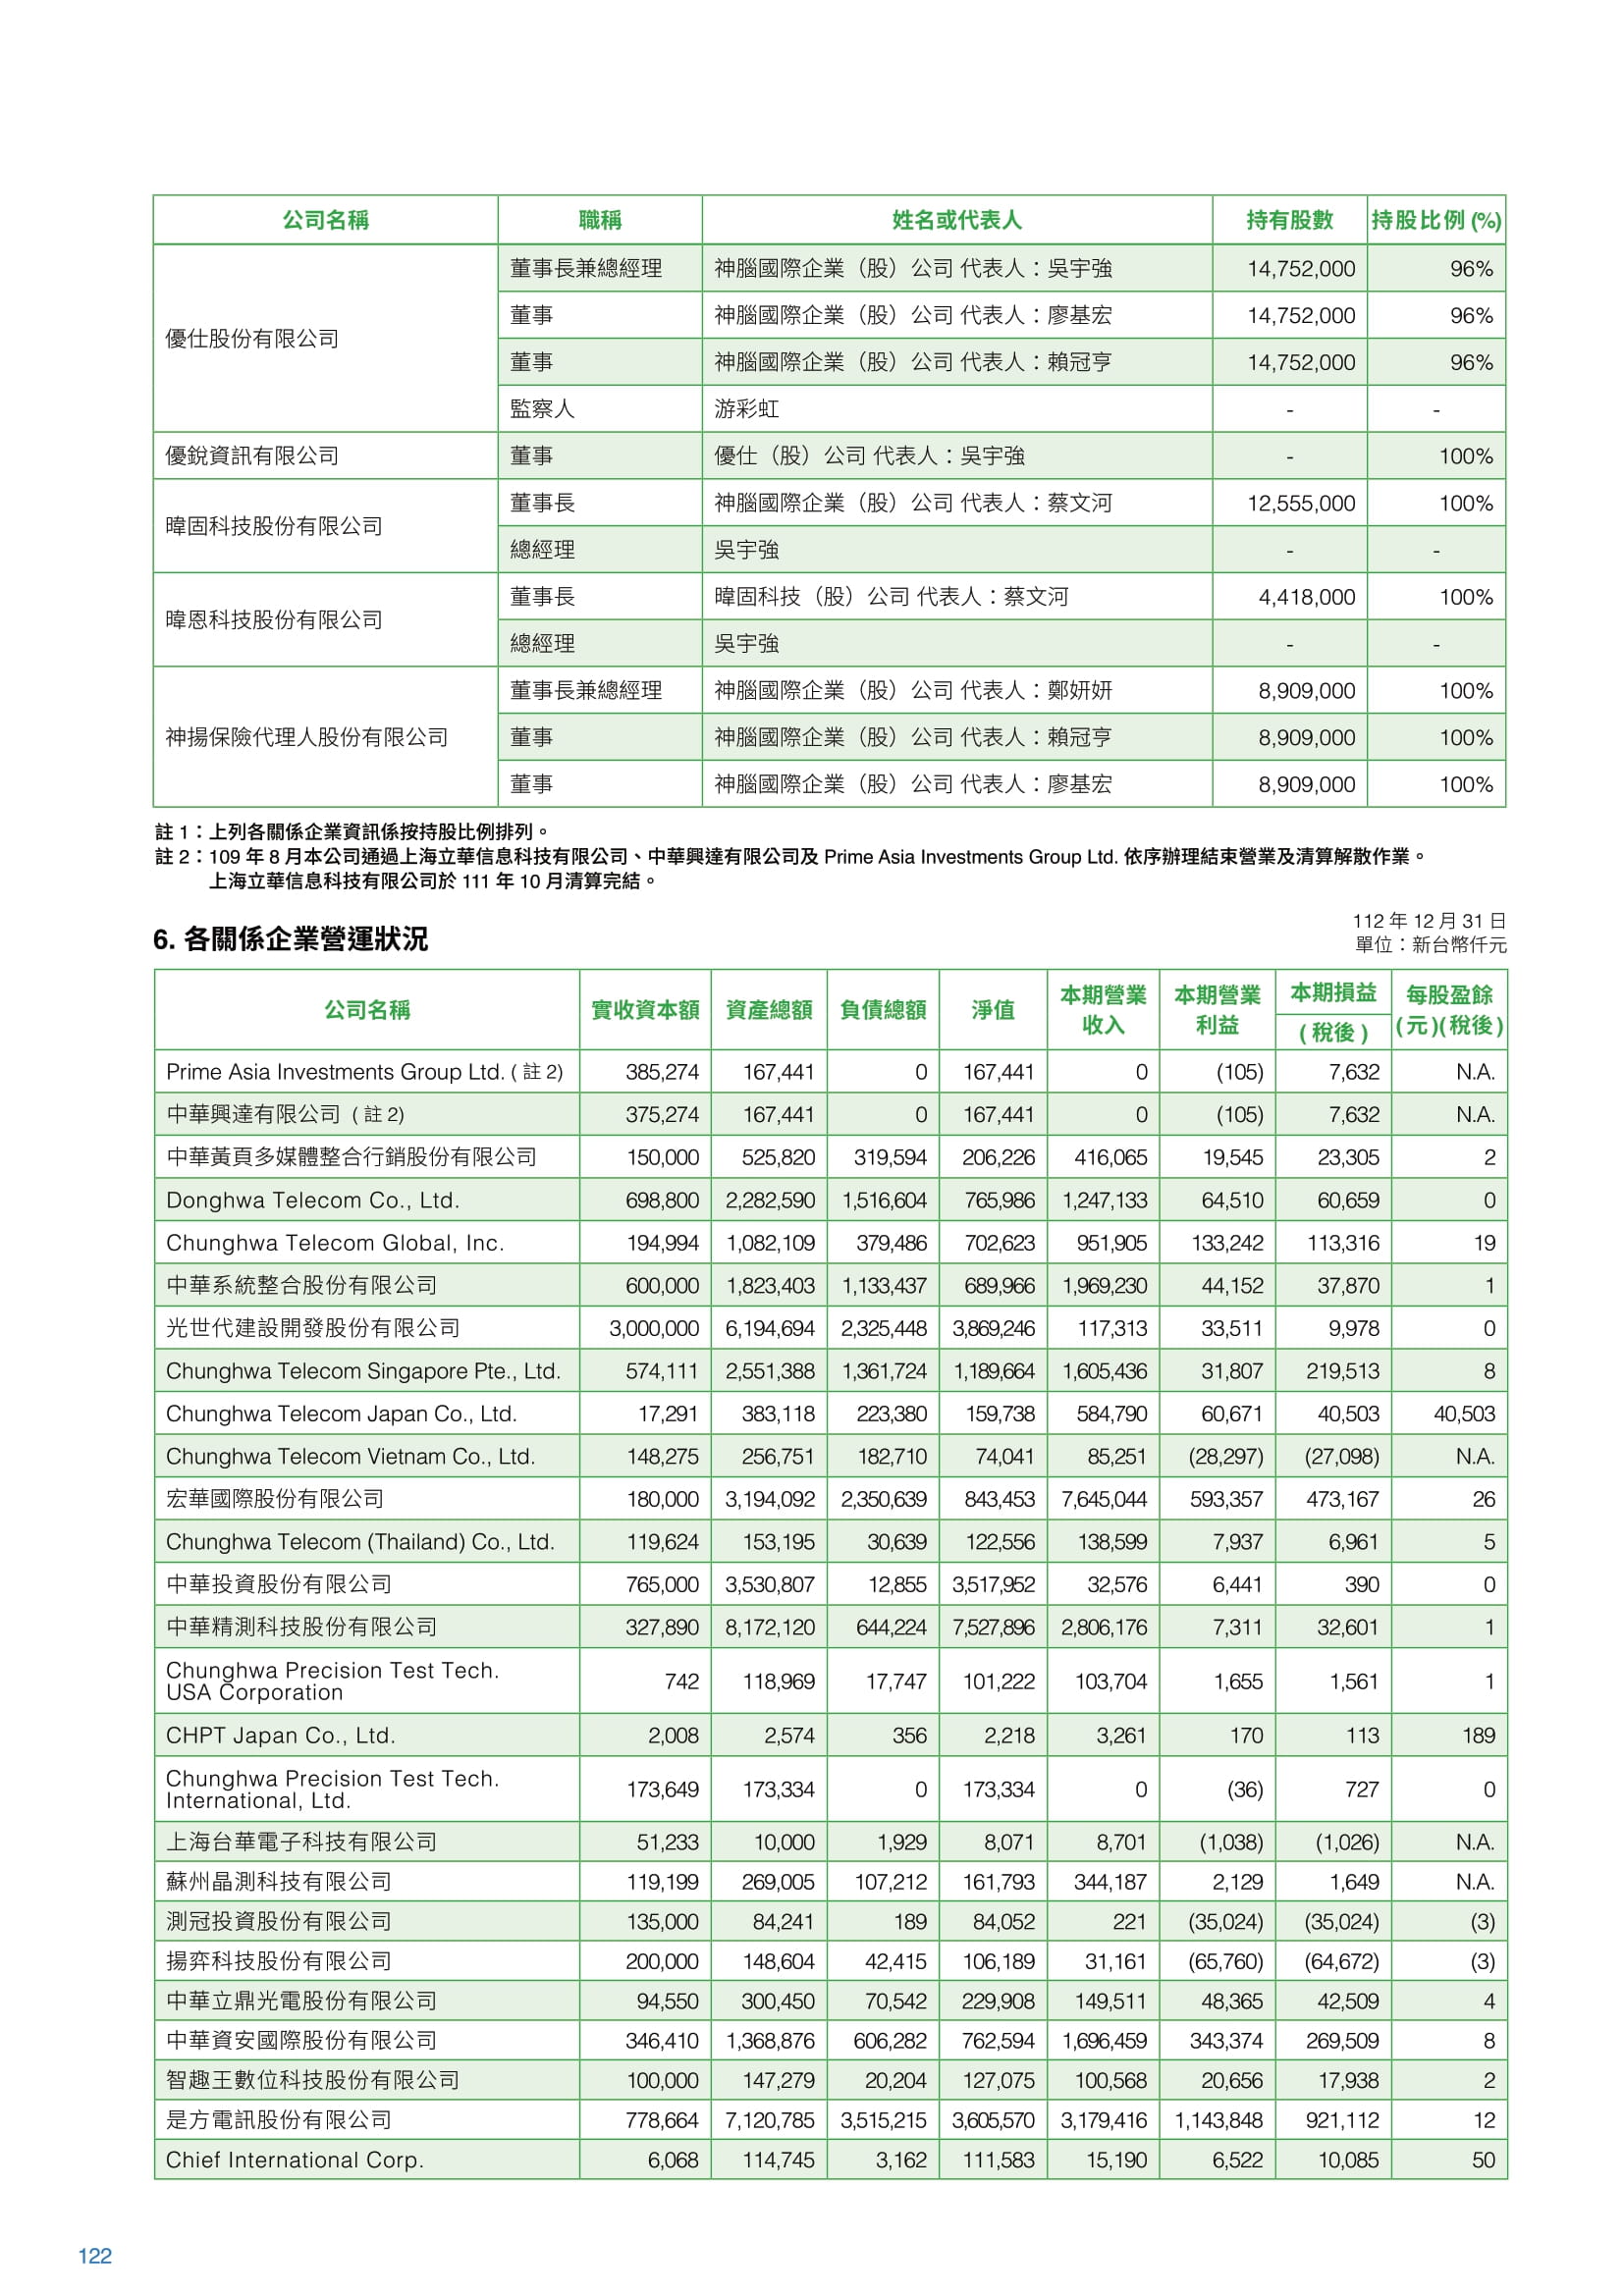 公司名稱 職稱 姓名或代表人 持有股數 持股比例 (%)
優仕股份有限公司 董事長兼總經理 神腦國際企業（股）公司 代表人：吳宇強 14,752,000 96%
董事 神腦國際企業（股）公司 代表人：廖基宏 14,752,000 96%
董事 神腦國際企業（股）公司 代表人：賴冠亨 14,752,000 96%
監察人 游彩虹 - -
優銳資訊有限公司 董事 優仕（股）公司 代表人：吳宇強 - 100%
暐固科技股份有限公司 董事長 神腦國際企業（股）公司 代表人：蔡文河 12,555,000 100%
總經理 吳宇強 - -
暐恩科技股份有限公司 董事長 暐固科技（股）公司 代表人：蔡文河 4,418,000 100%
總經理 吳宇強 - -
神揚保險代理人股份有限公司 董事長兼總經理 神腦國際企業（股）公司 代表人：鄭妍妍 8,909,000 100%
董事 神腦國際企業（股）公司 代表人：賴冠亨 8,909,000 100%
董事 神腦國際企業（股）公司 代表人：廖基宏 8,909,000 100%
註 1：上列各關係企業資訊係按持股比例排列。
註 2：109 年 8 月本公司通過上海立華信息科技有限公司、中華興達有限公司及 Prime Asia Investments Group Ltd. 依序辦理結束營業及清算解散作業。
上海立華信息科技有限公司於 111 年 10 月清算完結。
6. 各關係企業營運狀況
112 年 12 月 31 日
單位：新台幣仟元
公司名稱 實收資本額 資產總額 負債總額 淨值 本期營業收入 本期營業利益 本期損益 ( 稅後 ) 每股盈餘 (元)(稅後)
Prime Asia Investments Group Ltd. ( 註 2) 385,274 167,441 0 167,441 0 (105) 7,632 N.A.
中華興達有限公司 ( 註 2) 375,274 167,441 0 167,441 0 (105) 7,632 N.A.
中華黃頁多媒體整合行銷股份有限公司 150,000 525,820 319,594 206,226 416,065 19,545 23,305 2
Donghwa Telecom Co., Ltd. 698,800 2,282,590 1,516,604 765,986 1,247,133 64,510 60,659 0
Chunghwa Telecom Global, Inc. 194,994 1,082,109 379,486 702,623 951,905 133,242 113,316 19
中華系統整合股份有限公司 600,000 1,823,403 1,133,437 689,966 1,969,230 44,152 37,870 1
光世代建設開發股份有限公司 3,000,000 6,194,694 2,325,448 3,869,246 117,313 33,511 9,978 0
Chunghwa Telecom Singapore Pte., Ltd. 574,111 2,551,388 1,361,724 1,189,664 1,605,436 31,807 219,513 8
Chunghwa Telecom Japan Co., Ltd. 17,291 383,118 223,380 159,738 584,790 60,671 40,503 40,503
Chunghwa Telecom Vietnam Co., Ltd. 148,275 256,751 182,710 74,041 85,251 (28,297) (27,098) N.A.
宏華國際股份有限公司 180,000 3,194,092 2,350,639 843,453 7,645,044 593,357 473,167 26
Chunghwa Telecom (Thailand) Co., Ltd. 119,624 153,195 30,639 122,556 138,599 7,937 6,961 5
中華投資股份有限公司 765,000 3,530,807 12,855 3,517,952 32,576 6,441 390 0
中華精測科技股份有限公司 327,890 8,172,120 644,224 7,527,896 2,806,176 7,311 32,601 1
Chunghwa Precision Test Tech.
USA Corporation 742 118,969 17,747 101,222 103,704 1,655 1,561 1
CHPT Japan Co., Ltd. 2,008 2,574 356 2,218 3,261 170 113 189
Chunghwa Precision Test Tech.
International, Ltd. 173,649 173,334 0 173,334 0 (36) 727 0
上海台華電子科技有限公司 51,233 10,000 1,929 8,071 8,701 (1,038) (1,026) N.A.
蘇州晶測科技有限公司 119,199 269,005 107,212 161,793 344,187 2,129 1,649 N.A.
測冠投資股份有限公司 135,000 84,241 189 84,052 221 (35,024) (35,024) (3)
揚弈科技股份有限公司 200,000 148,604 42,415 106,189 31,161 (65,760) (64,672) (3)
中華立鼎光電股份有限公司 94,550 300,450 70,542 229,908 149,511 48,365 42,509 4
中華資安國際股份有限公司 346,410 1,368,876 606,282 762,594 1,696,459 343,374 269,509 8
智趣王數位科技股份有限公司 100,000 147,279 20,204 127,075 100,568 20,656 17,938 2
是方電訊股份有限公司 778,664 7,120,785 3,515,215 3,605,570 3,179,416 1,143,848 921,112 12
Chief International Corp. 6,068 114,745 3,162 111,583 15,190 6,522 10,085 50
122